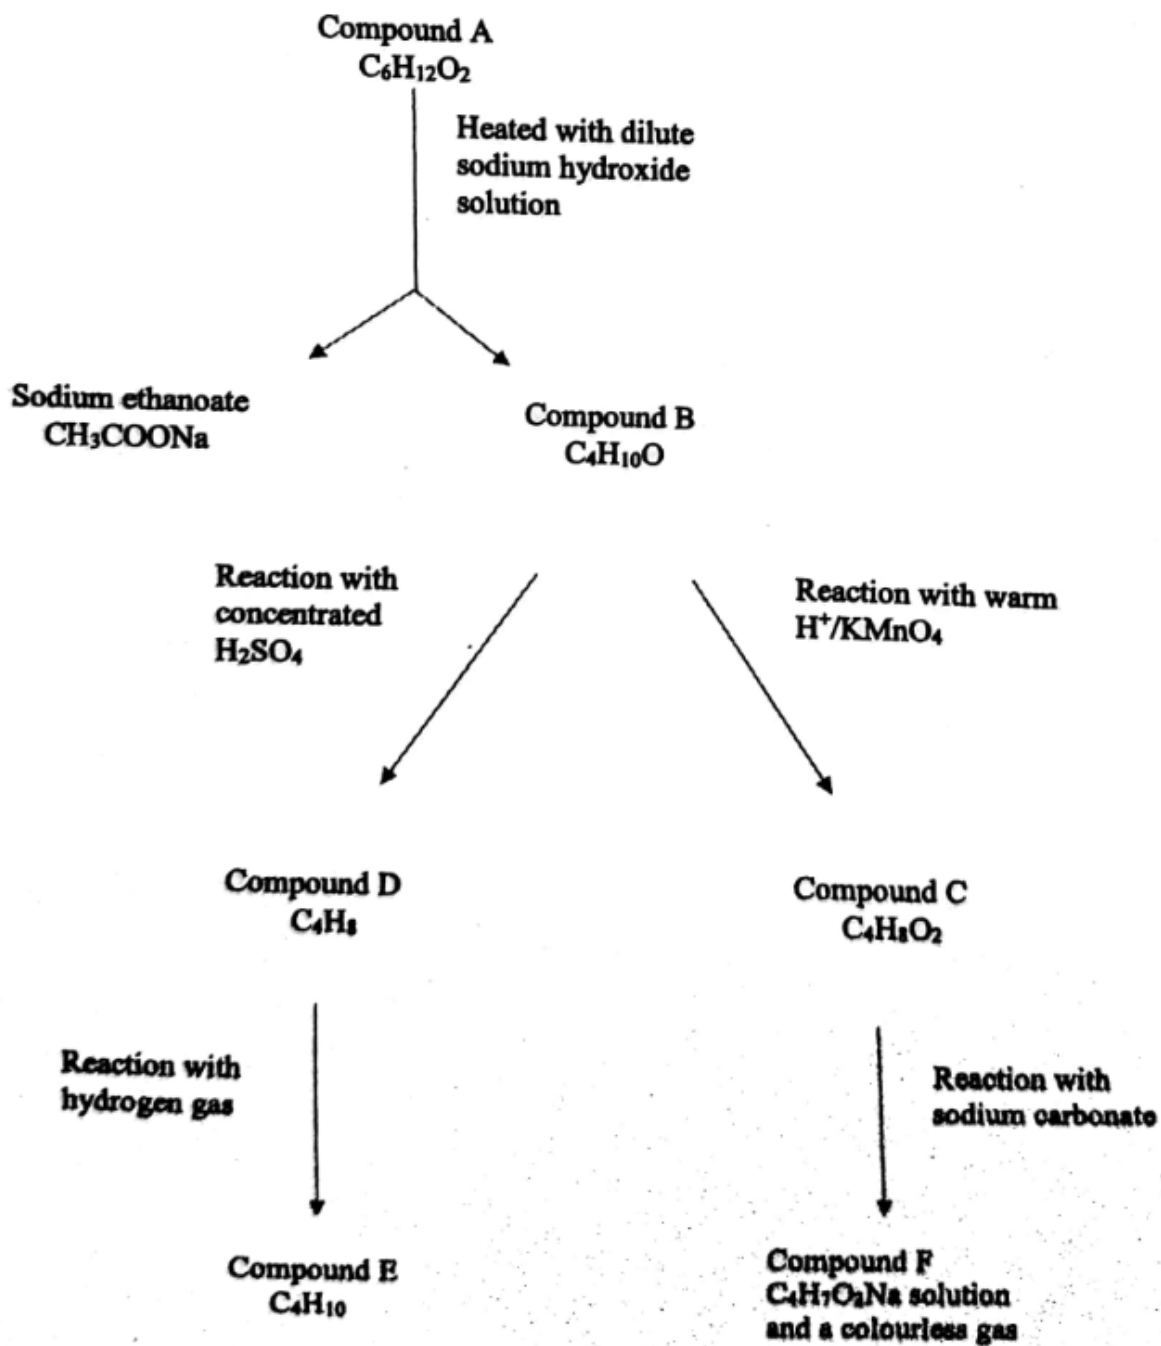 Compound A
C₆H₁₂O₂
Heated with dilute
sodium hydroxide
solution
Sodium ethanoate
CH₃COONa
Compound B
C₄H₁₀O
Reaction with
concentrated
H₂SO₄
Reaction with warm
H⁺/KMnO₄
Compound D
C₄H₈
Compound C
C₄H₈O₂
Reaction with
hydrogen gas
Reaction with
sodium carbonate
Compound E
C₄H₁₀
Compound F
C₄H₇O₂Na solution
and a colourless gas